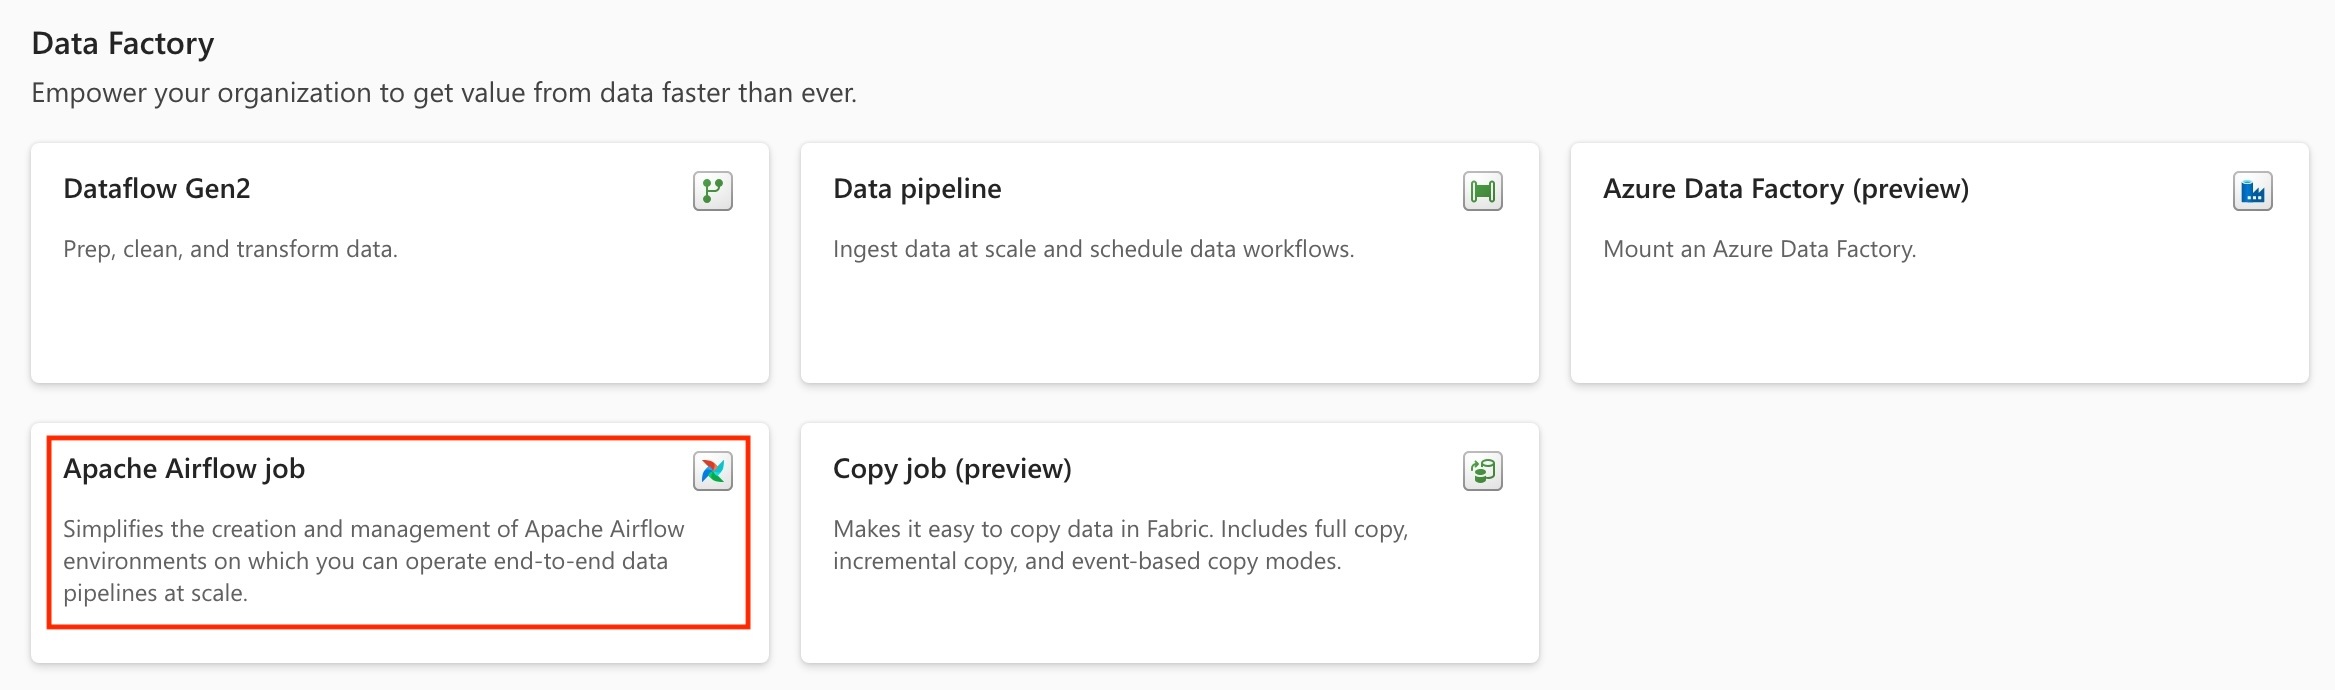 Data Factory
Empower your organization to get value from data faster than ever.
Dataflow Gen2
Prep, clean, and transform data.
Data pipeline
Ingest data at scale and schedule data workflows.
Azure Data Factory (preview)
Mount an Azure Data Factory.
Apache Airflow job
Simplifies the creation and management of Apache Airflow
environments on which you can operate end-to-end data
pipelines at scale.
Copy job (preview)
Makes it easy to copy data in Fabric. Includes full copy,
incremental copy, and event-based copy modes.